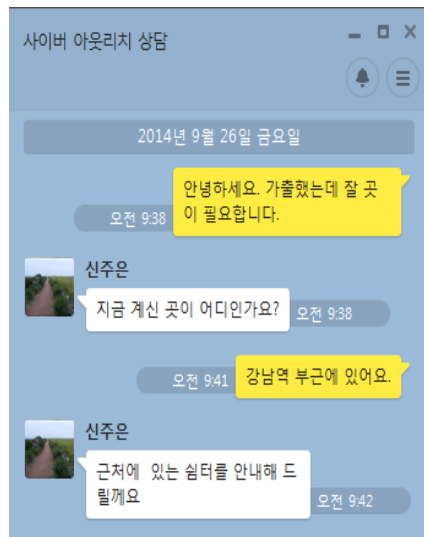 사이버 아웃리치 상담
2014년 9월 26일 금요일
안녕하세요. 가출했는데 잘 곳
이 필요합니다.
오전 9:38
신주은
지금 계신 곳이 어디인가요?
오전 9:38
강남역 부근에 있어요.
오전 9:41
신주은
근처에 있는 쉼터를 안내해 드
릴께요
오전 9:42